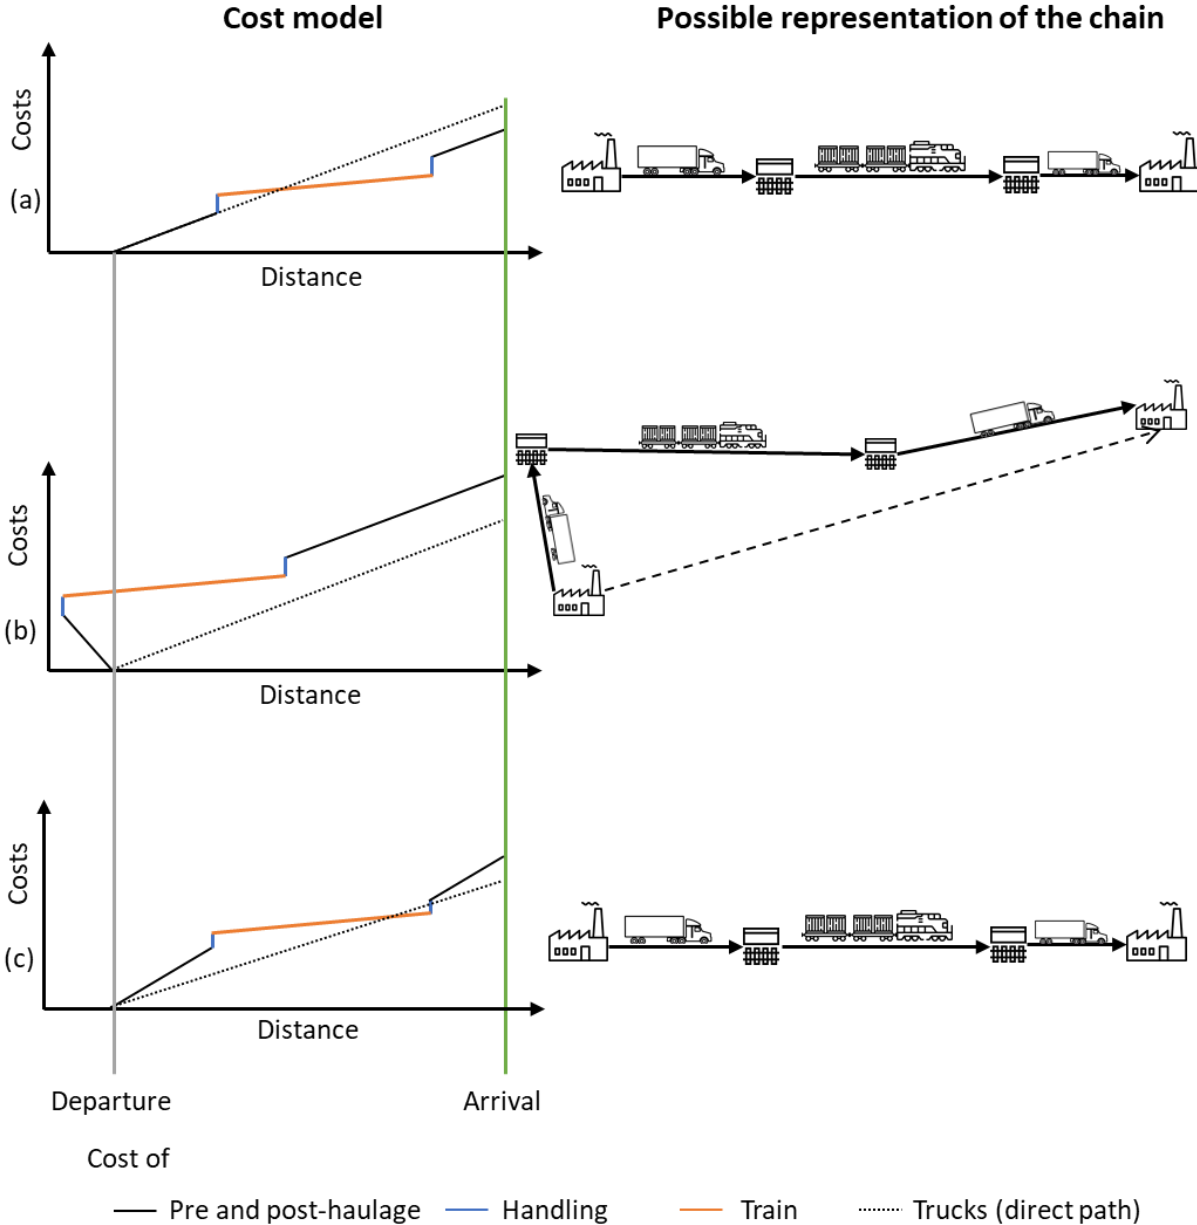 Cost model
Possible representation of the chain
Costs
(a)
Distance
Costs
(b)
Distance
Costs
(c)
Distance
Departure
Arrival
Cost of
Pre and post-haulage
Handling
Train
Trucks (direct path)